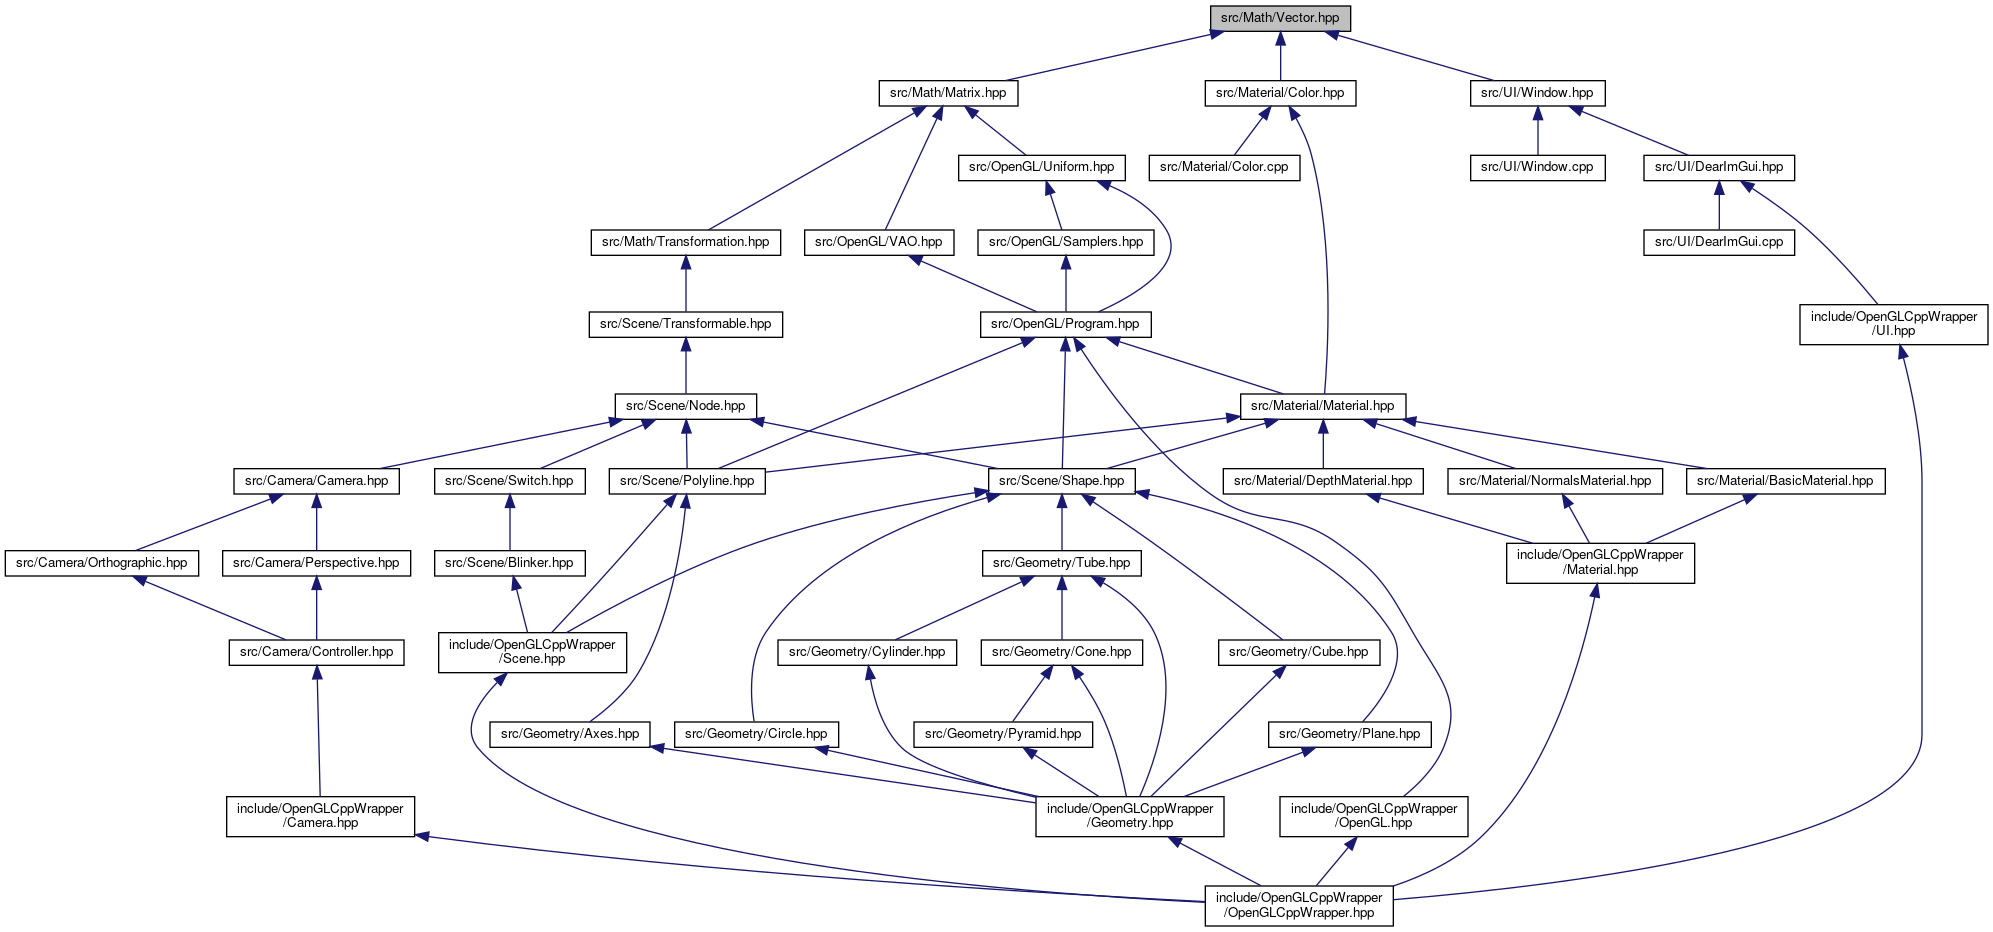 src/Math/Vector.hpp
src/Math/Matrix.hpp
src/Material/Color.hpp
src/UI/Window.hpp
src/OpenGL/Uniform.hpp
src/Material/Color.cpp
src/UI/Window.cpp
src/UI/DearImGui.hpp
src/Math/Transformation.hpp
src/OpenGL/VAO.hpp
src/OpenGL/Samplers.hpp
src/UI/DearImGui.cpp
src/Scene/Transformable.hpp
src/OpenGL/Program.hpp
include/OpenGLCppWrapper
/UI.hpp
src/Scene/Node.hpp
src/Material/Material.hpp
src/Camera/Camera.hpp
src/Scene/Switch.hpp
src/Scene/Polyline.hpp
src/Scene/Shape.hpp
src/Material/DepthMaterial.hpp
src/Material/NormalsMaterial.hpp
src/Material/BasicMaterial.hpp
src/Camera/Orthographic.hpp
src/Camera/Perspective.hpp
src/Scene/Blinker.hpp
src/Geometry/Tube.hpp
include/OpenGLCppWrapper
/Material.hpp
src/Camera/Controller.hpp
include/OpenGLCppWrapper
/Scene.hpp
src/Geometry/Cylinder.hpp
src/Geometry/Cone.hpp
src/Geometry/Cube.hpp
src/Geometry/Axes.hpp
src/Geometry/Circle.hpp
src/Geometry/Pyramid.hpp
src/Geometry/Plane.hpp
include/OpenGLCppWrapper
/Camera.hpp
include/OpenGLCppWrapper
/Geometry.hpp
include/OpenGLCppWrapper
/OpenGL.hpp
include/OpenGLCppWrapper
/OpenGLCppWrapper.hpp